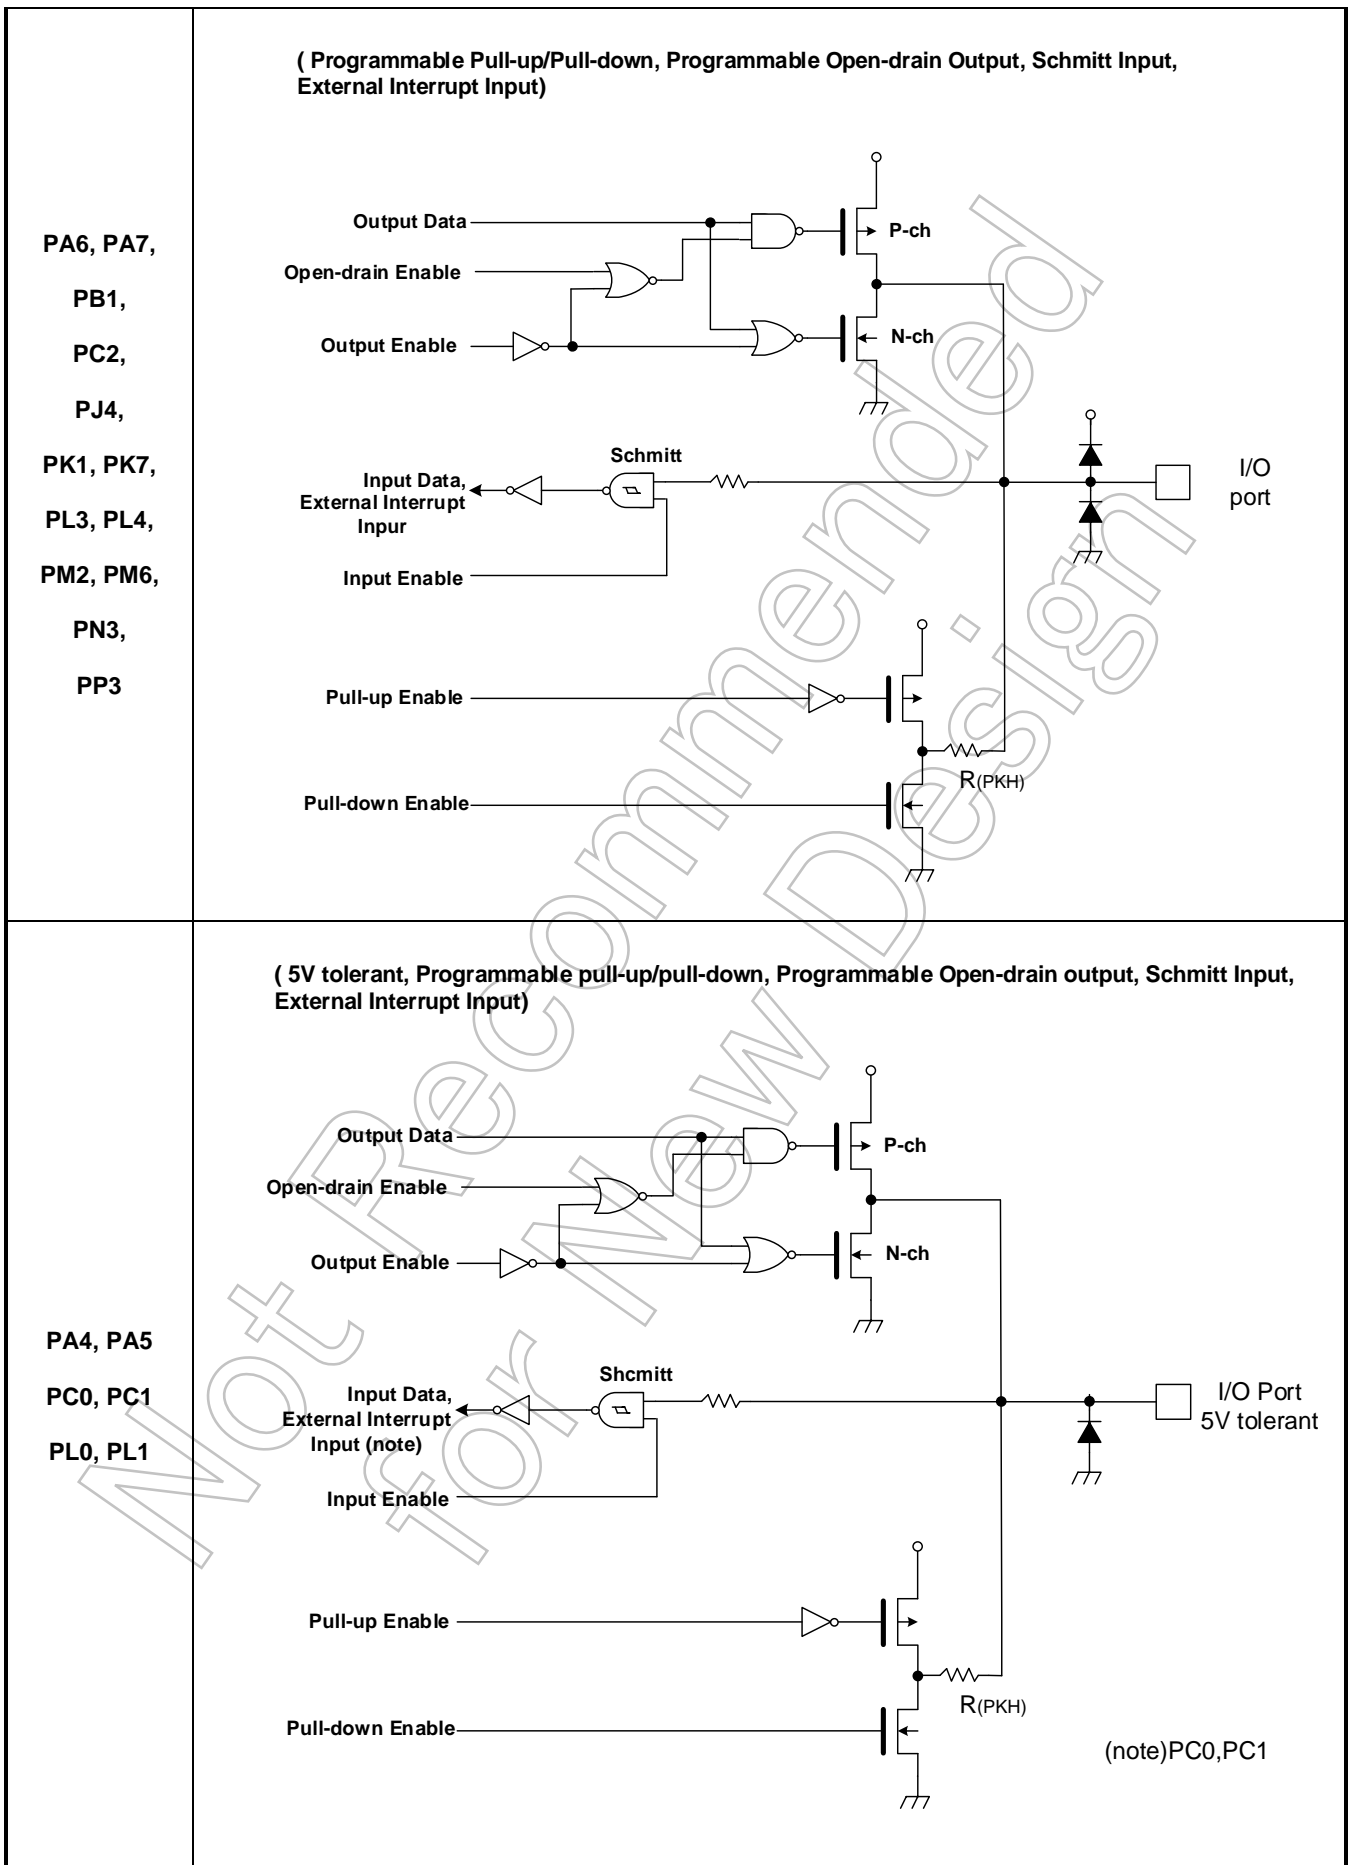 ( Programmable Pull-up/Pull-down, Programmable Open-drain Output, Schmitt Input,
External Interrupt Input)
PA6, PA7,
PB1,
PC2,
PJ4,
PK1, PK7,
PL3, PL4,
PM2, PM6,
PN3,
PP3
Output Data
P-ch
Open-drain Enable
Output Enable
N-ch
Schmitt
Input Data,
External Interrupt
Inpur
I/O
port
Input Enable
Pull-up Enable
R(PKH)
Pull-down Enable
( 5V tolerant, Programmable pull-up/pull-down, Programmable Open-drain output, Schmitt Input,
External Interrupt Input)
PA4, PA5
PC0, PC1
PL0, PL1
Output Data
P-ch
Open-drain Enable
Output Enable
N-ch
Shcmitt
Input Data,
External Interrupt
Input (note)
I/O Port
5V tolerant
Input Enable
Pull-up Enable
R(PKH)
Pull-down Enable
(note)PC0,PC1
Not Recommended
for New Design